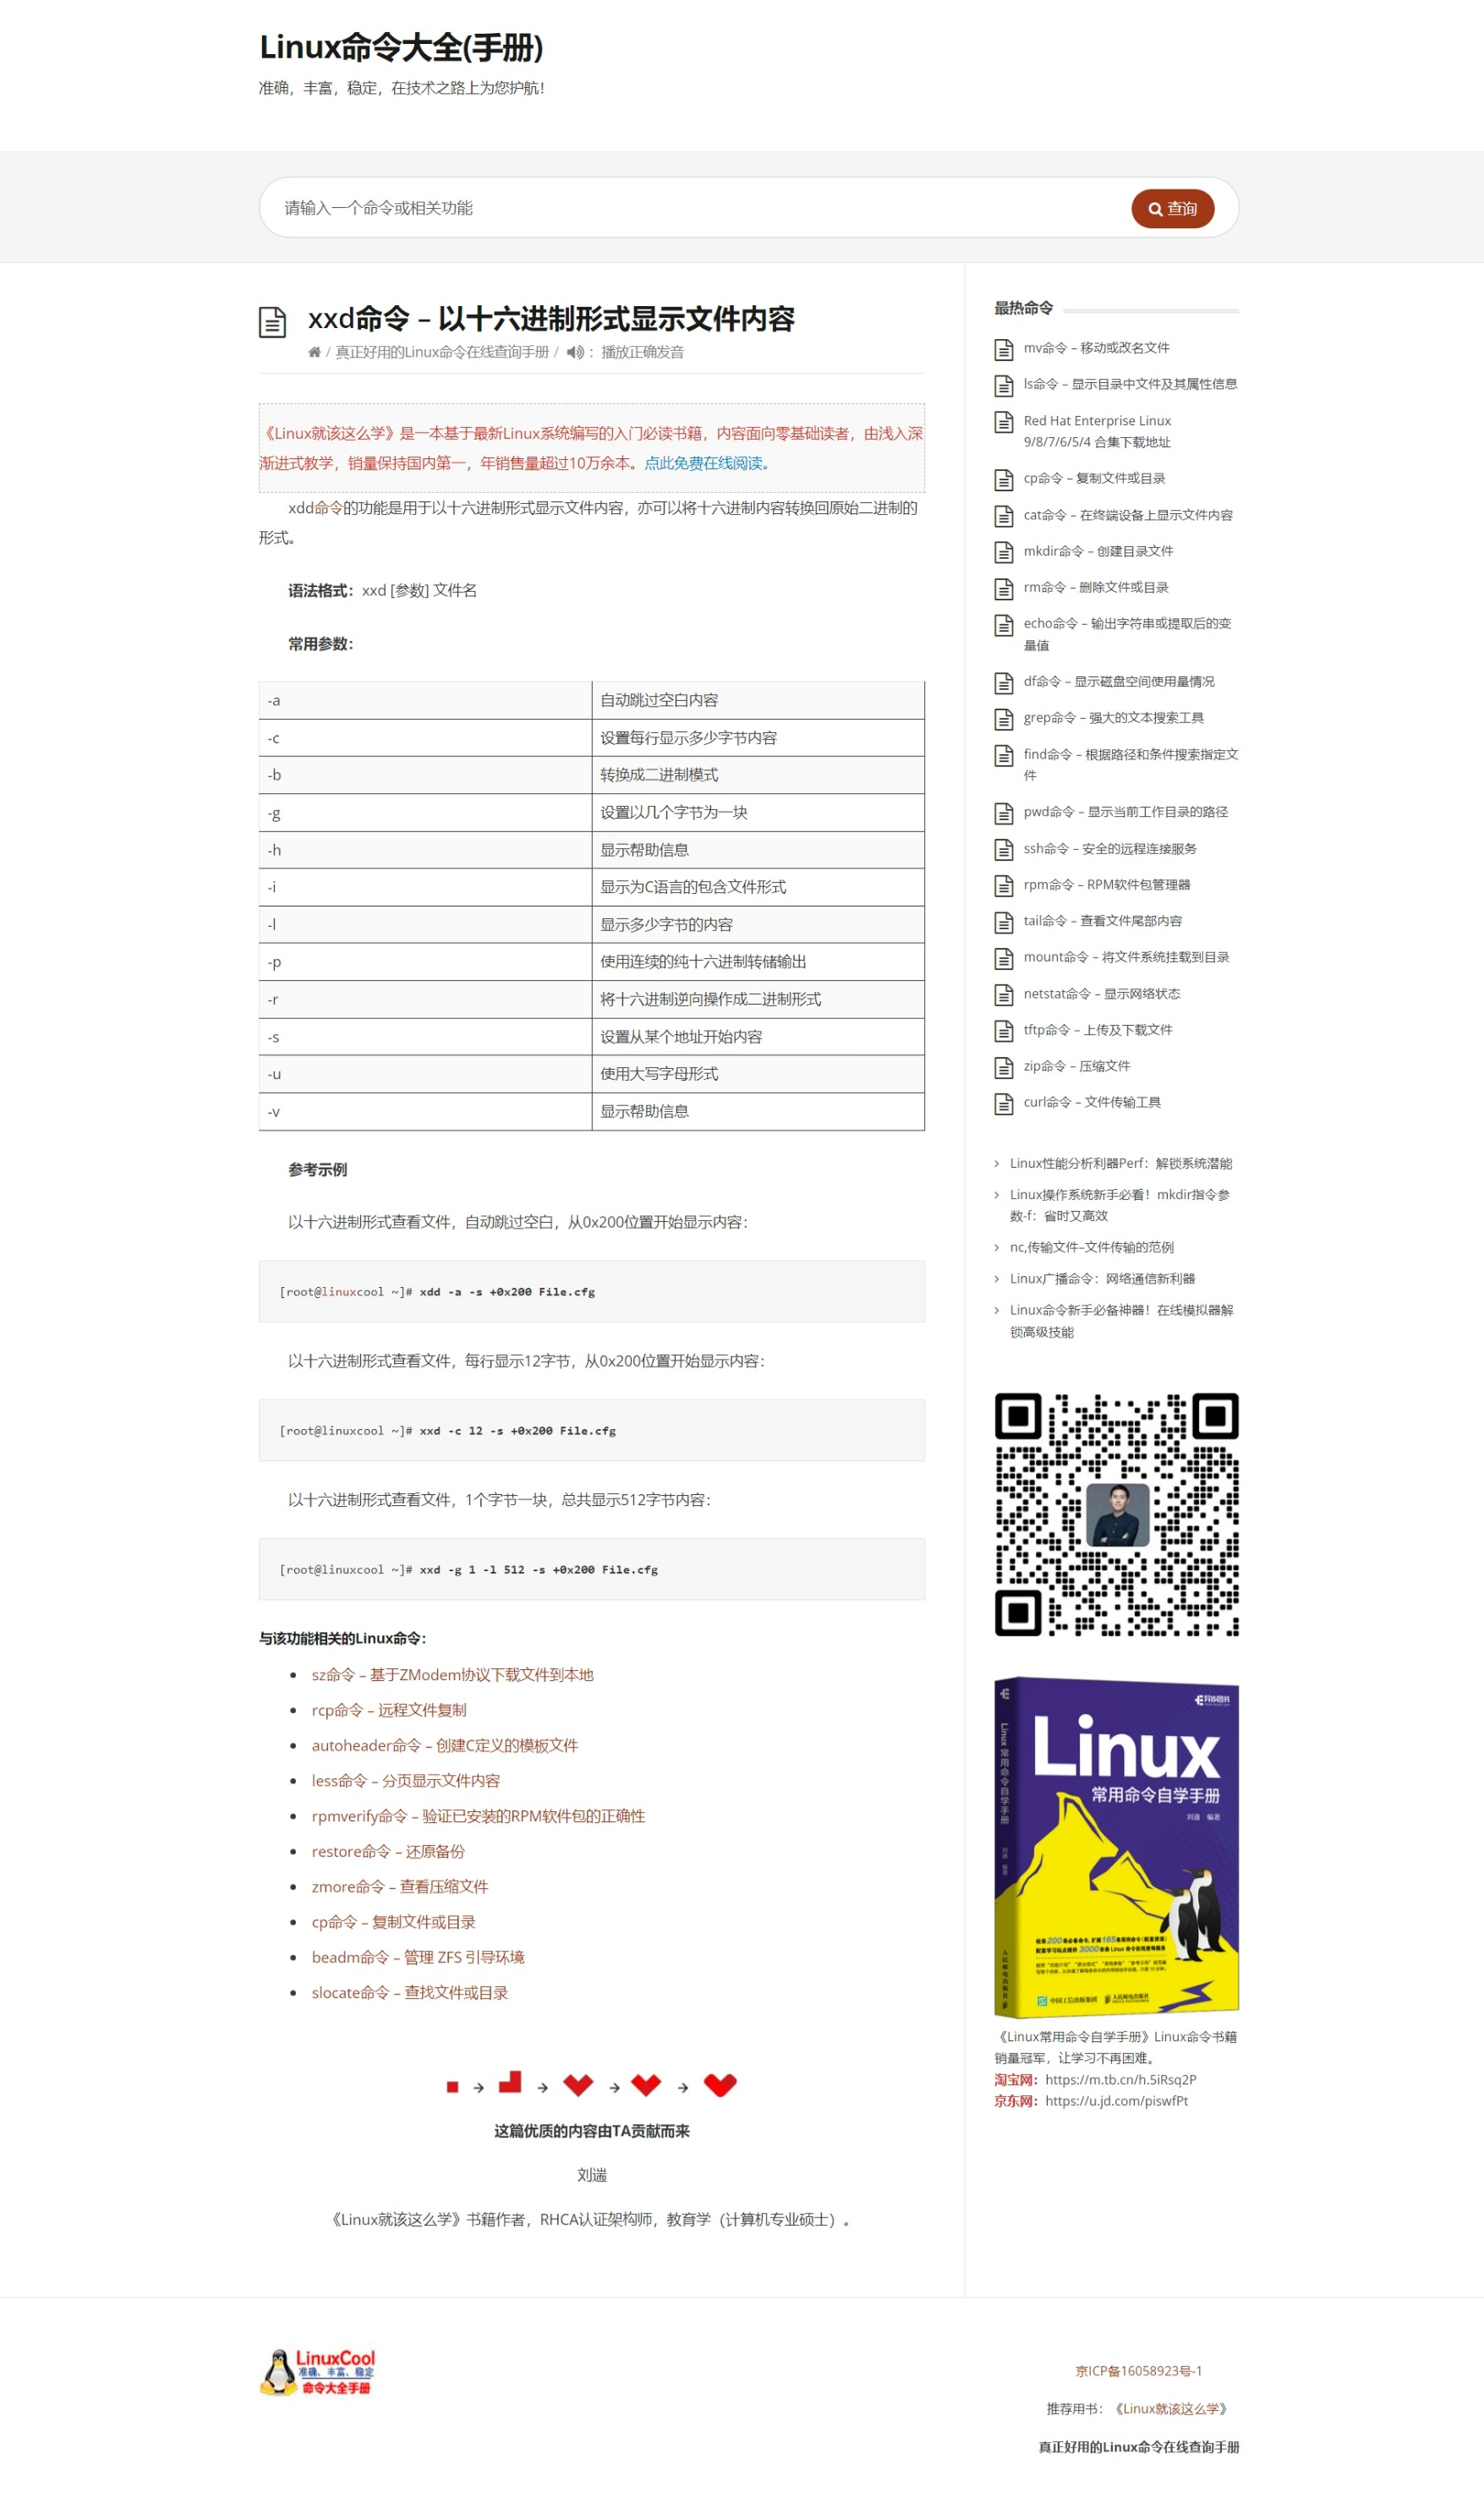 Linux命令大全(手册)
准确，丰富，稳定，在技术之路上为您护航！
请输入一个命令或相关功能
查询
xxd命令 – 以十六进制形式显示文件内容
/ 真正好用的Linux命令在线查询手册 / ：播放正确发音
《Linux就该这么学》是一本基于最新Linux系统编写的入门必读书籍，内容面向零基础读者，由浅入深
渐进式教学，销量保持国内第一，年销售量超过10万余本。点此免费在线阅读。
xdd命令的功能是用于以十六进制形式显示文件内容，亦可以将十六进制内容转换回原始二进制的
形式。
语法格式：xxd [参数] 文件名
常用参数：
-a 自动跳过空白内容
-c 设置每行显示多少字节内容
-b 转换成二进制模式
-g 设置以几个字节为一块
-h 显示帮助信息
-i 显示为C语言的包含文件形式
-l 显示多少字节的内容
-p 使用连续的纯十六进制转储输出
-r 将十六进制逆向操作成二进制形式
-s 设置从某个地址开始内容
-u 使用大写字母形式
-v 显示帮助信息
参考示例
以十六进制形式查看文件，自动跳过空白，从0x200位置开始显示内容：
[root@linuxcool ~]# xdd -a -s +0x200 File.cfg
以十六进制形式查看文件，每行显示12字节，从0x200位置开始显示内容：
[root@linuxcool ~]# xxd -c 12 -s +0x200 File.cfg
以十六进制形式查看文件，1个字节一块，总共显示512字节内容：
[root@linuxcool ~]# xxd -g 1 -l 512 -s +0x200 File.cfg
与该功能相关的Linux命令：
sz命令 – 基于ZModem协议下载文件到本地
rcp命令 – 远程文件复制
autoheader命令 – 创建C定义的模板文件
less命令 – 分页显示文件内容
rpmverify命令 – 验证已安装的RPM软件包的正确性
restore命令 – 还原备份
zmore命令 – 查看压缩文件
cp命令 – 复制文件或目录
beadm命令 – 管理 ZFS 引导环境
slocate命令 – 查找文件或目录
这篇优质的内容由TA贡献而来
刘遄
《Linux就该这么学》书籍作者，RHCA认证架构师，教育学（计算机专业硕士）。
最热命令
mv命令 – 移动或改名文件
ls命令 – 显示目录中文件及其属性信息
Red Hat Enterprise Linux
9/8/7/6/5/4 合集下载地址
cp命令 – 复制文件或目录
cat命令 – 在终端设备上显示文件内容
mkdir命令 – 创建目录文件
rm命令 – 删除文件或目录
echo命令 – 输出字符串或提取后的变
量值
df命令 – 显示磁盘空间使用量情况
grep命令 – 强大的文本搜索工具
find命令 – 根据路径和条件搜索指定文
件
pwd命令 – 显示当前工作目录的路径
ssh命令 – 安全的远程连接服务
rpm命令 – RPM软件包管理器
tail命令 – 查看文件尾部内容
mount命令 – 将文件系统挂载到目录
netstat命令 – 显示网络状态
tftp命令 – 上传及下载文件
zip命令 – 压缩文件
curl命令 – 文件传输工具
Linux性能分析利器Perf：解锁系统潜能
Linux操作系统新手必看！mkdir指令参
数-f：省时又高效
nc,传输文件–文件传输的范例
Linux广播命令：网络通信新利器
Linux命令新手必备神器！在线模拟器解
锁高级技能
异步图书
Linux
常用命令自学手册
刘遄 编著
Linux 常用命令自学手册
中国工信出版集团 人民邮电出版社
《Linux常用命令自学手册》Linux命令书籍
销量冠军，让学习不再困难。
淘宝网：https://m.tb.cn/h.5iRsq2P
京东网：https://u.jd.com/piswfPt
LinuxCool
准确、丰富、稳定
命令大全手册
京ICP备16058923号-1
推荐用书：《Linux就该这么学》
真正好用的Linux命令在线查询手册